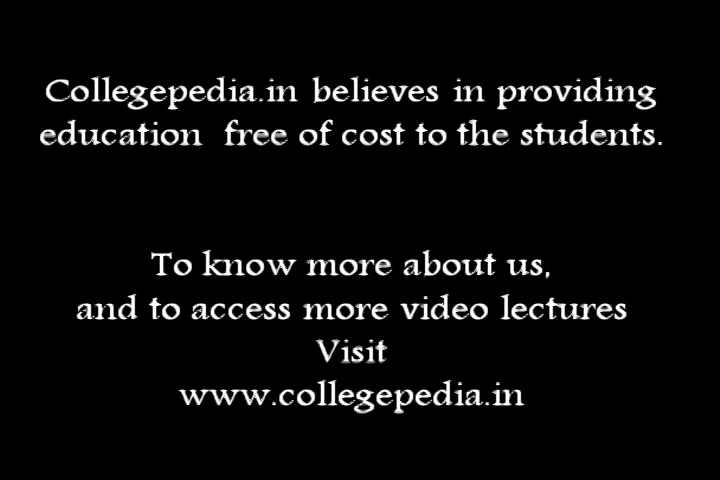 Collegepedia.in believes in providing
education free of cost to the students.
To know more about us,
and to access more video lectures
Visit
www.collegepedia.in